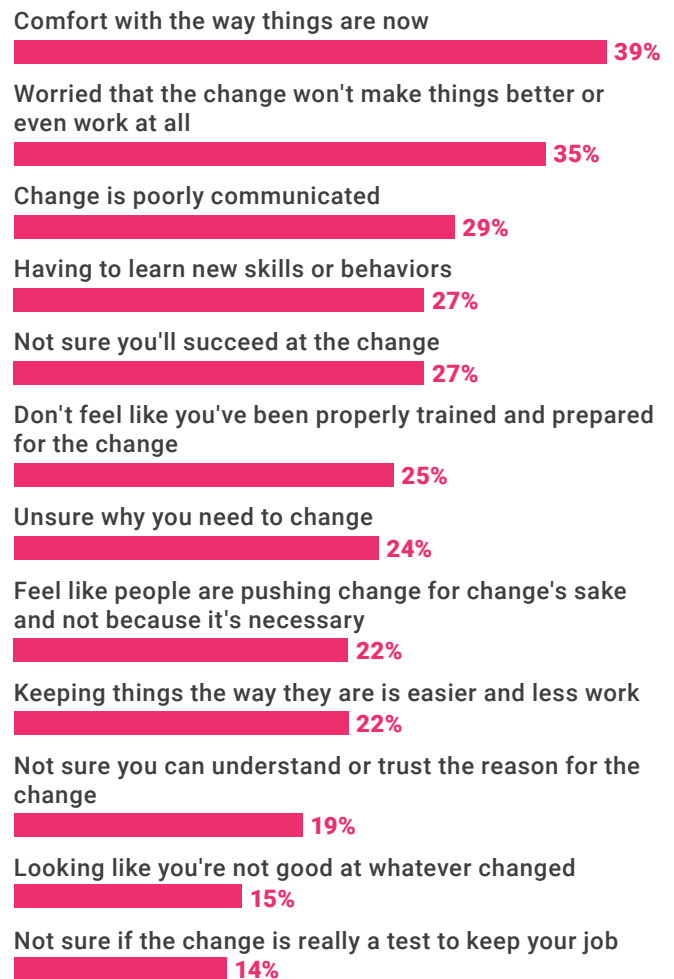 Comfort with the way things are now
39%
Worried that the change won't make things better or
even work at all
35%
Change is poorly communicated
29%
Having to learn new skills or behaviors
27%
Not sure you'll succeed at the change
27%
Don't feel like you've been properly trained and prepared
for the change
25%
Unsure why you need to change
24%
Feel like people are pushing change for change's sake
and not because it's necessary
22%
Keeping things the way they are is easier and less work
22%
Not sure you can understand or trust the reason for the
change
19%
Looking like you're not good at whatever changed
15%
Not sure if the change is really a test to keep your job
14%